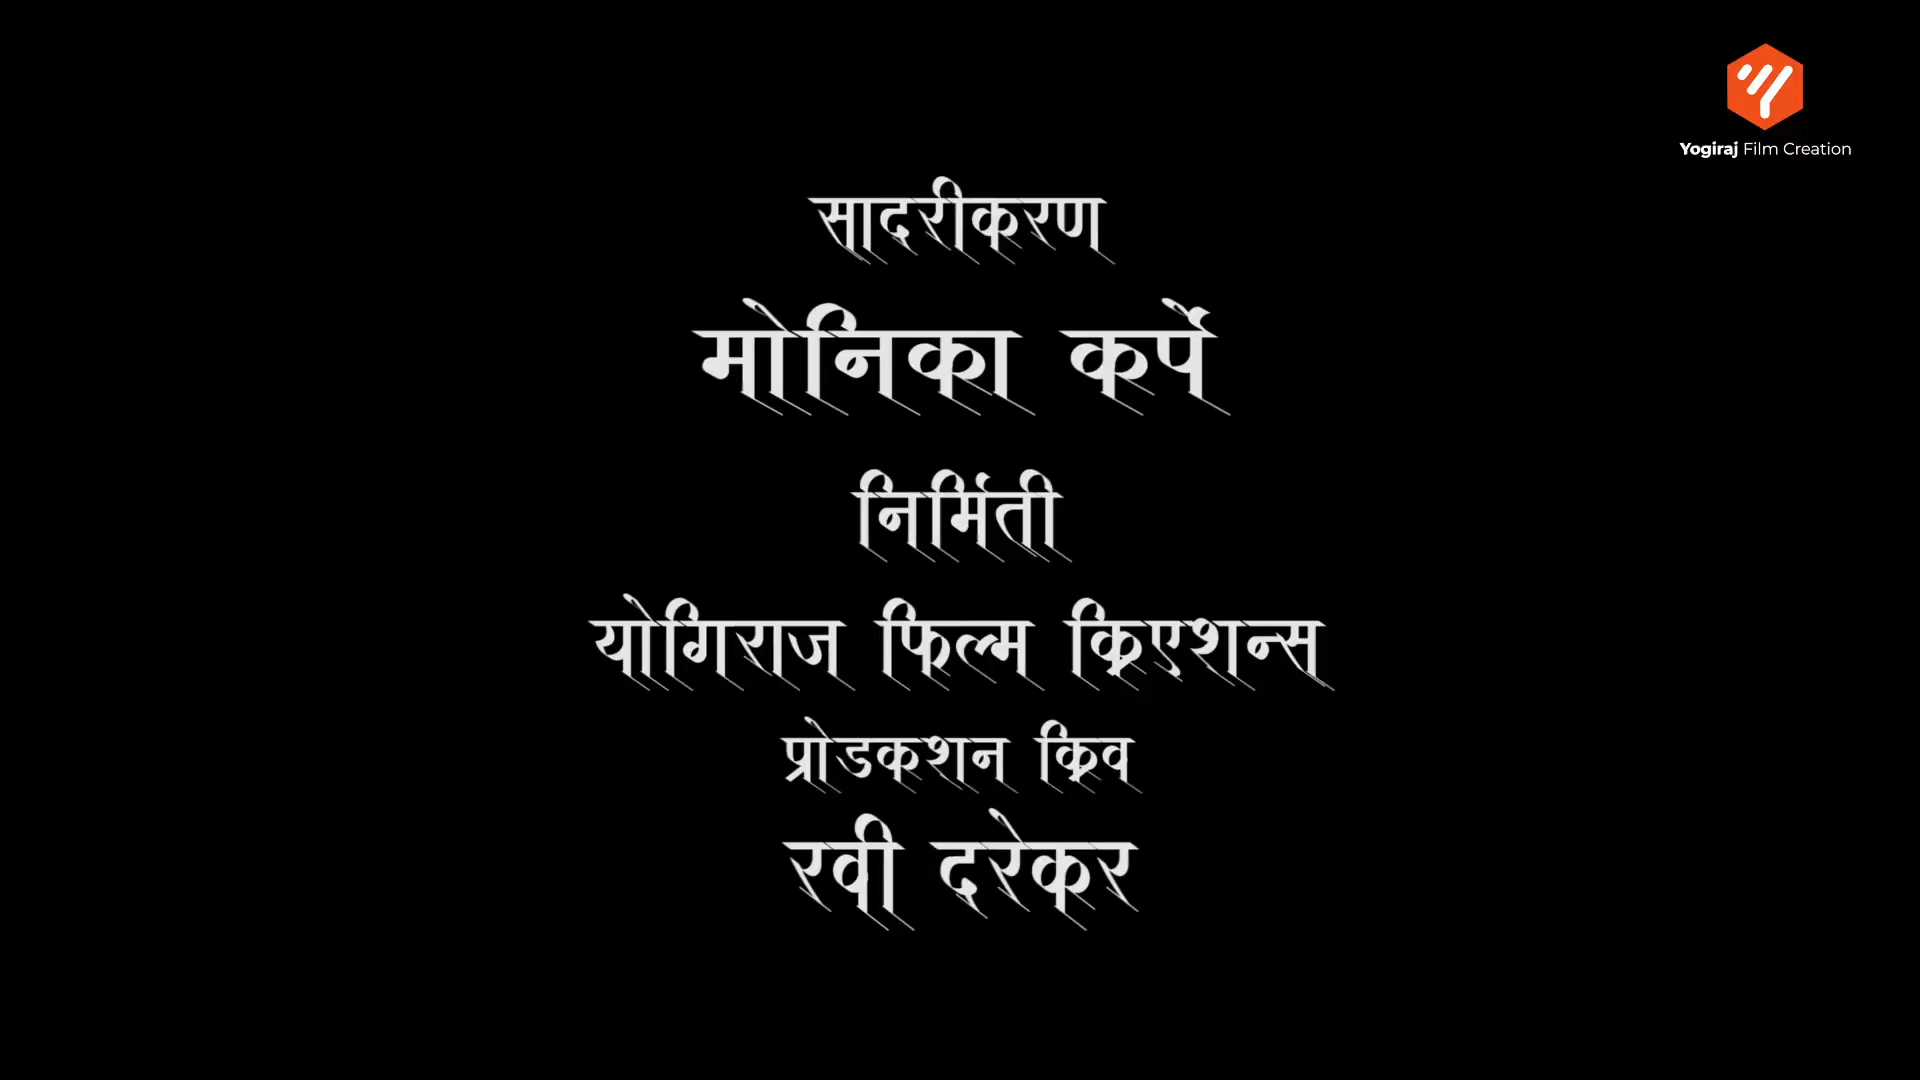 Yogiraj Film Creation
सादरीकरण
मोनिका कर्पे
निर्मिती
योगिराज फिल्म क्रिएशन्स
प्रोडकशन क्रिव
रवी दरेकर